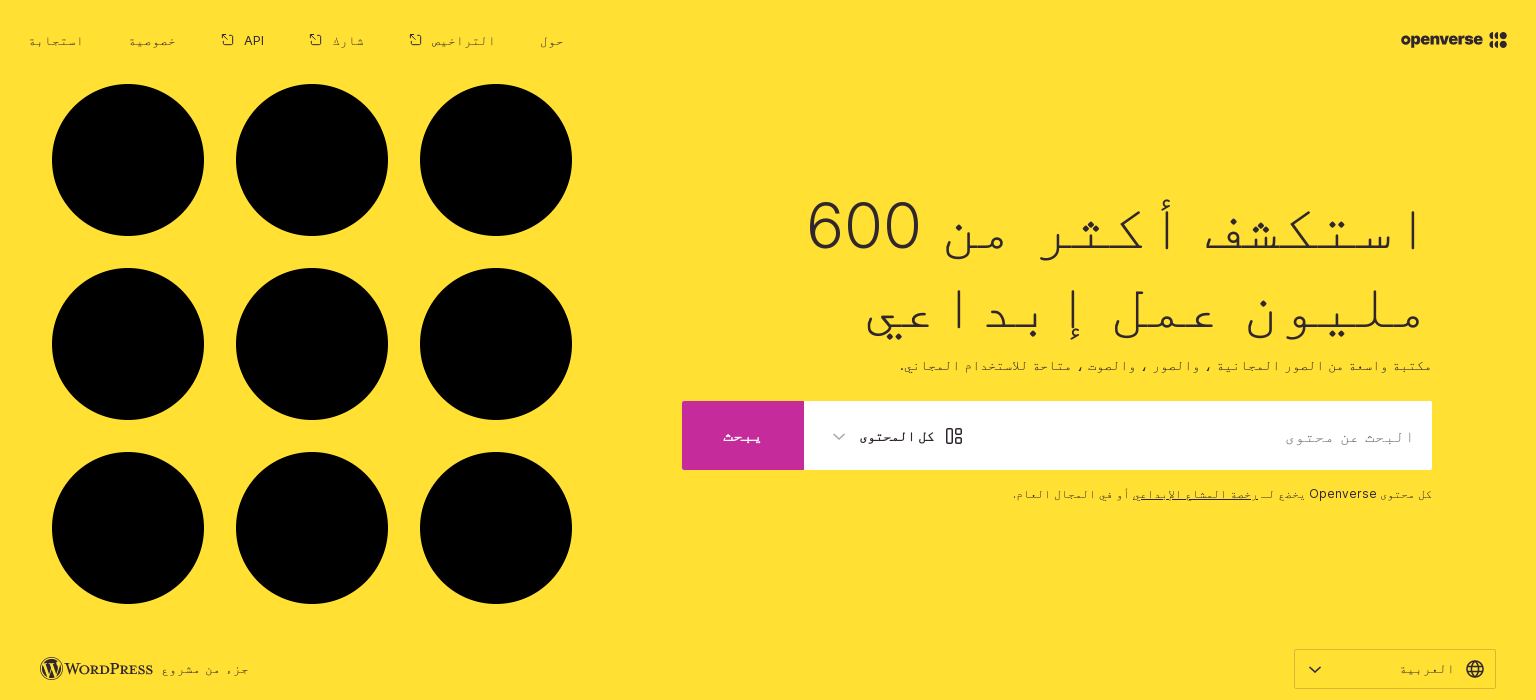 openverse
حول
التراخيص
شارك
API
خصوصية
استجابة
استكشف أكثر من 600
مليون عمل إبداعي
مكتبة واسعة من الصور المجانية ، والصور ، والصوت ، متاحة للاستخدام المجاني.
البحث عن محتوى
كل المحتوى
يبحث
كل محتوى Openverse يخضع لـ رخصة المشاع الإبداعي أو في المجال العام.
العربية
جزء من مشروع WORDPRESS